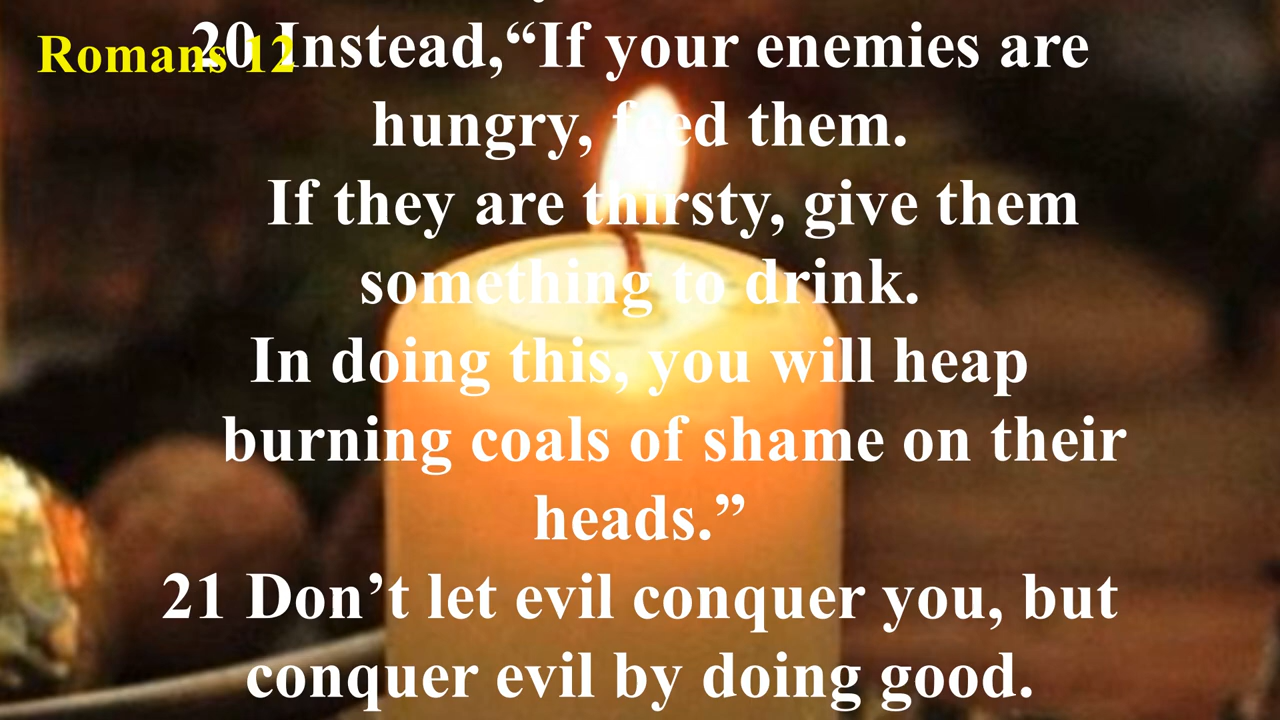 Romans 12
20 Instead,“If your enemies are
hungry, feed them.
If they are thirsty, give them
something to drink.
In doing this, you will heap
burning coals of shame on their
heads.”
21 Don’t let evil conquer you, but
conquer evil by doing good.